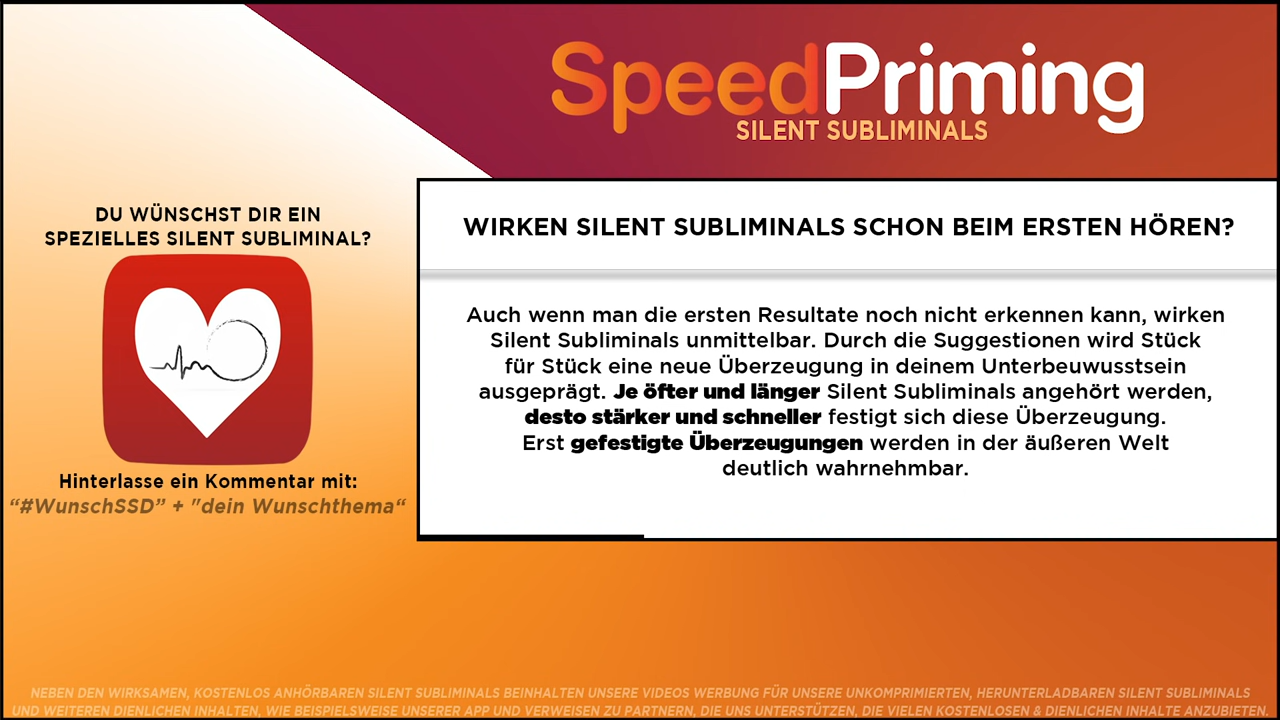 SpeedPriming
SILENT SUBLIMINALS
DU WÜNSCHST DIR EIN
SPEZIELLES SILENT SUBLIMINAL?
Hinterlasse ein Kommentar mit:
“#WunschSSD” + "dein Wunschthema“
WIRKEN SILENT SUBLIMINALS SCHON BEIM ERSTEN HÖREN?
Auch wenn man die ersten Resultate noch nicht erkennen kann, wirken
Silent Subliminals unmittelbar. Durch die Suggestionen wird Stück
für Stück eine neue Überzeugung in deinem Unterbeuwusstsein
ausgeprägt. Je öfter und länger Silent Subliminals angehört werden,
desto stärker und schneller festigt sich diese Überzeugung.
Erst gefestigte Überzeugungen werden in der äußeren Welt
deutlich wahrnehmbar.
NEBEN DEN WIRKSAMEN, KOSTENLOS ANHÖRBAREN SILENT SUBLIMINALS BEINHALTEN UNSERE VIDEOS WERBUNG FÜR UNSERE UNKOMPRIMIERTEN, HERUNTERLADBAREN SILENT SUBLIMINALS
UND WEITEREN DIENLICHEN INHALTEN, WIE BEISPIELSWEISE UNSERER APP UND VERWEISEN ZU PARTNERN, DIE UNS UNTERSTÜTZEN, DIE VIELEN KOSTENLOSEN & DIENLICHEN INHALTE ANZUBIETEN.